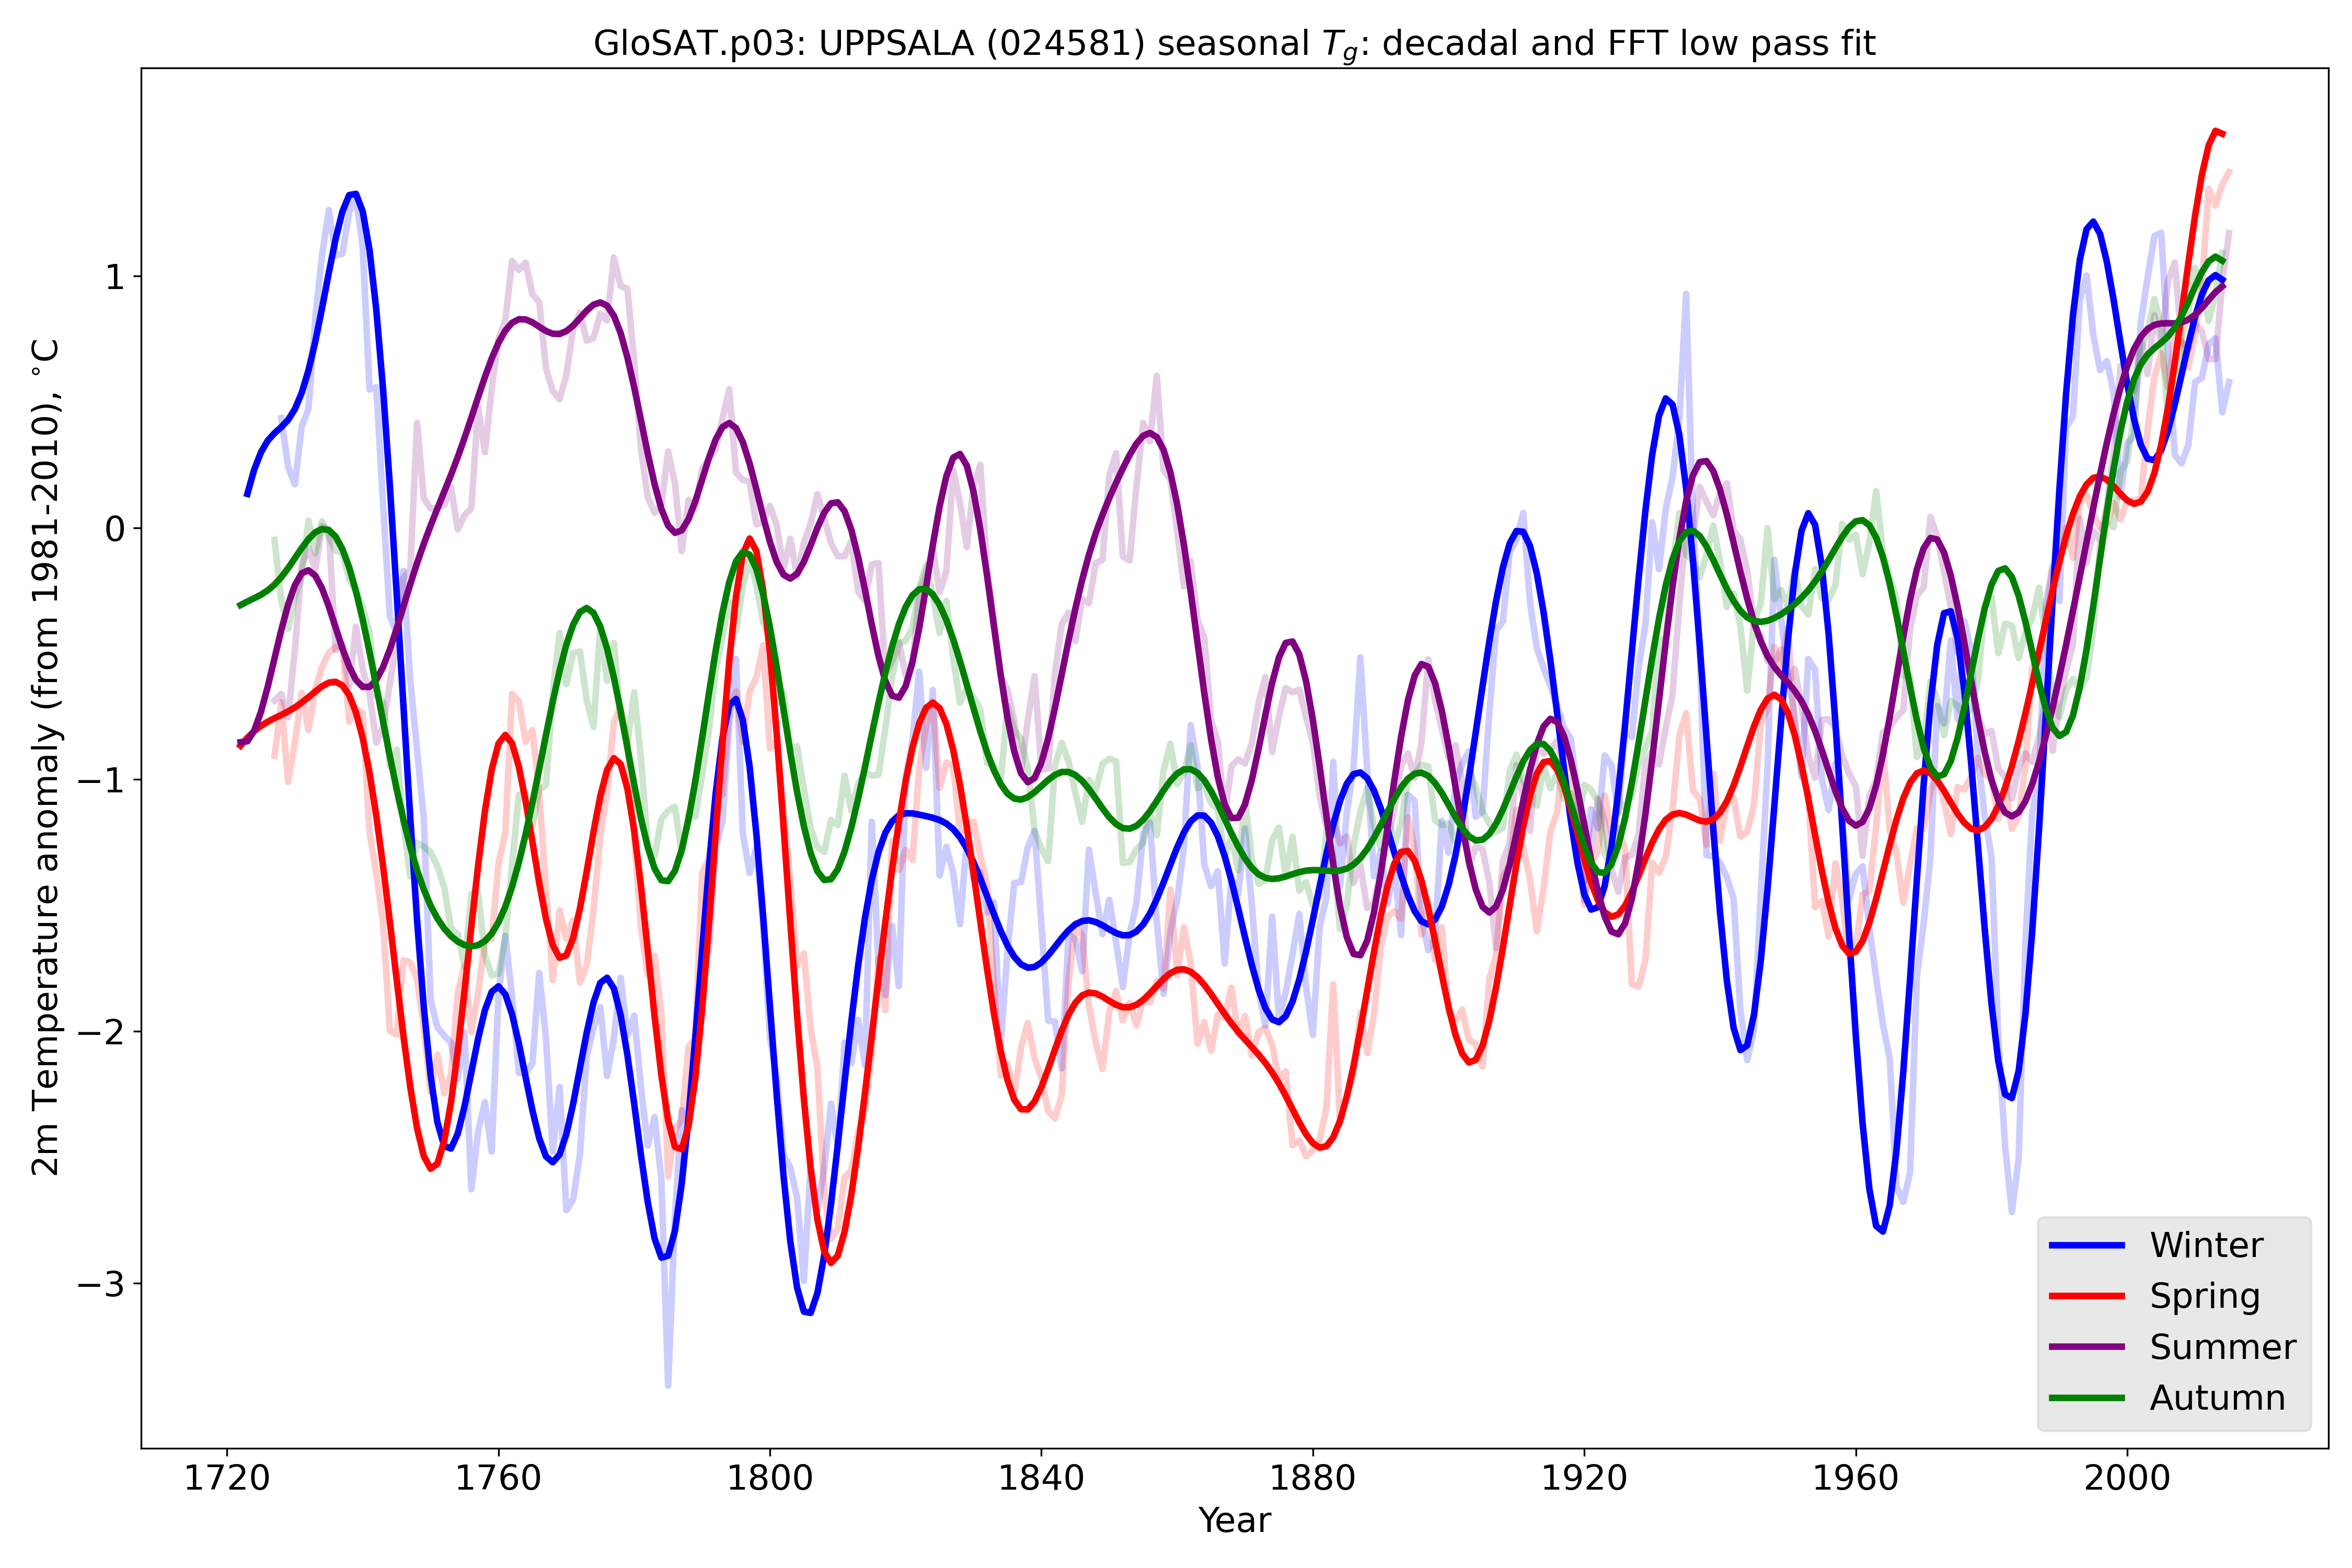 GloSAT.p03: UPPSALA (024581) seasonal Tg: decadal and FFT low pass fit
2m Temperature anomaly (from 1981-2010), °C
1
0
−1
−2
−3
1720 1760 1800 1840 1880 1920 1960 2000
Year
Winter
Spring
Summer
Autumn